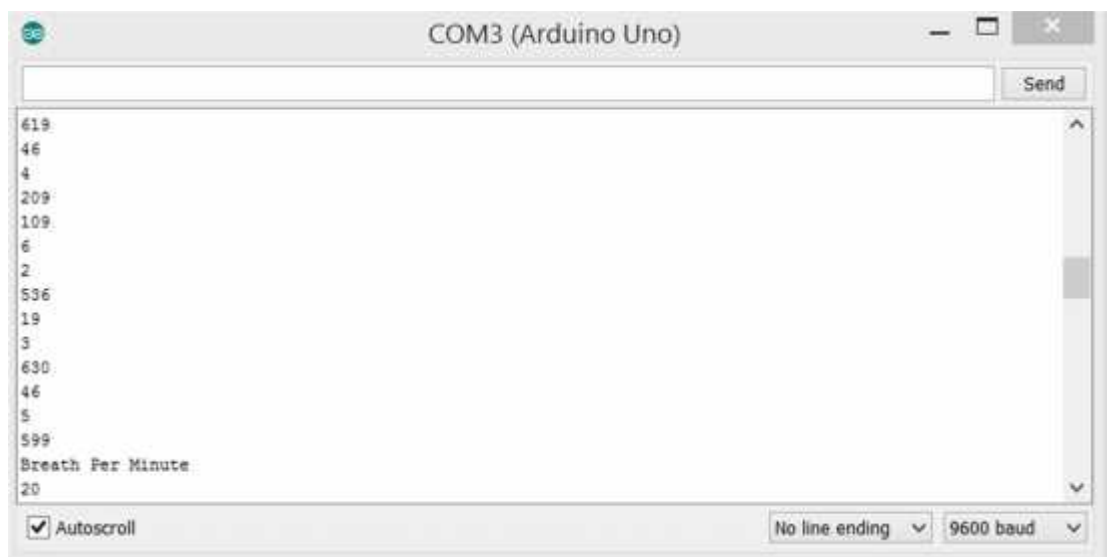 COM3 (Arduino Uno)
Send
619
46
4
209
109
6
2
536
19
3
630
46
5
599
Breath Per Minute
20
Autoscroll
No line ending
9600 baud